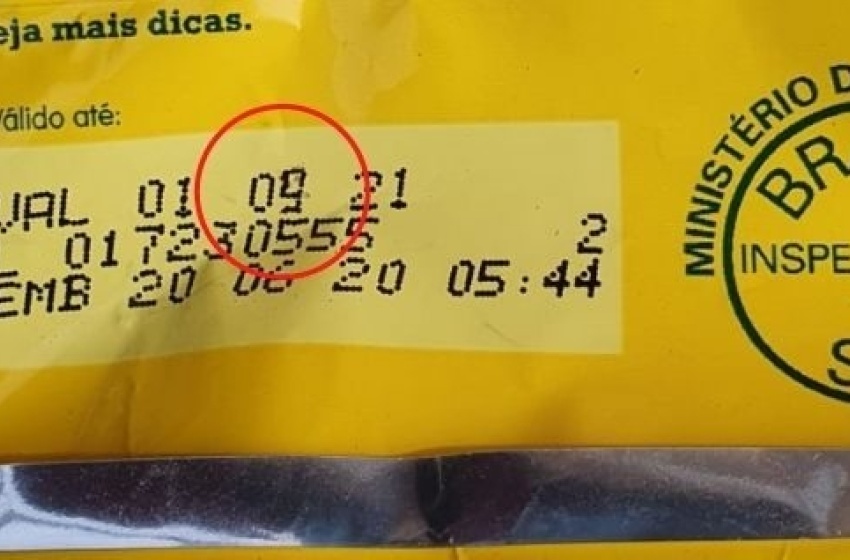 eja mais dicas.
Válido até:
VAL 01 09 21
017230555 2
EMB 20 06 20 05:44
MINISTÉRIO D
BR
INSPE
S